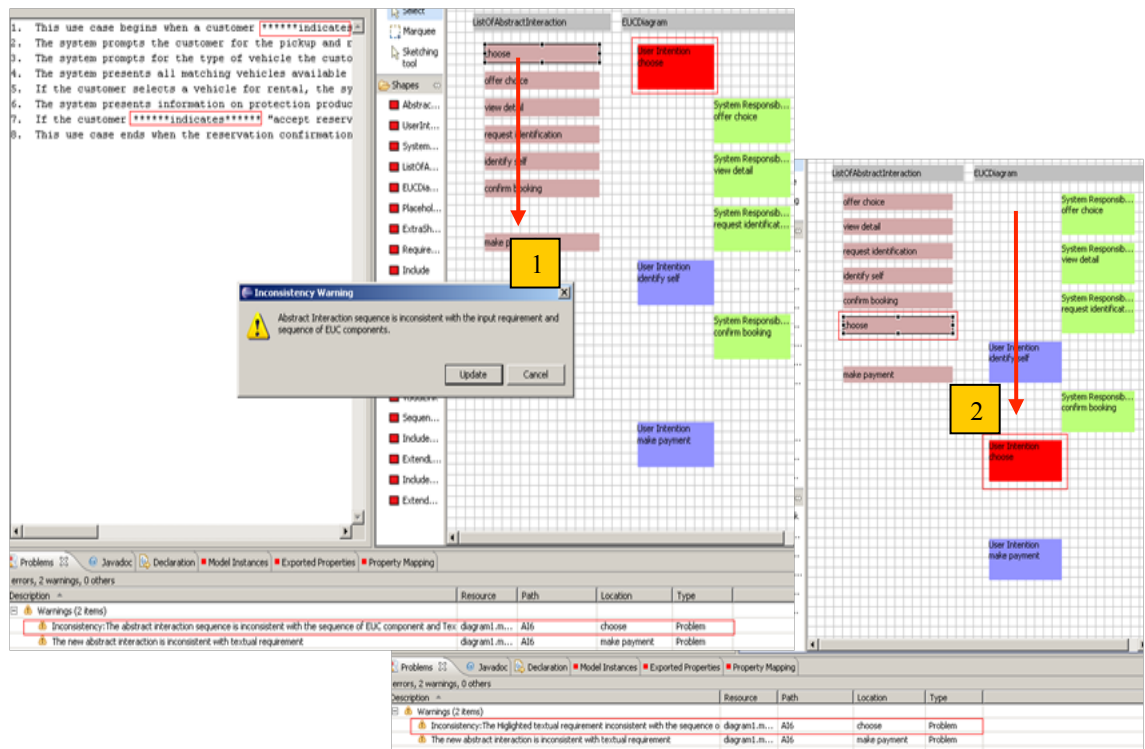 1. This use case begins when a customer ******indicates
2. The system prompts the customer for the pickup and r
3. The system prompts for the type of vehicle the custo
4. The system presents all matching vehicles available
5. If the customer selects a vehicle for rental, the sy
6. The system presents information on protection produc
7. If the customer ******indicates****** "accept reserv
8. This use case ends when the reservation confirmation
Select
Marquee
Sketching
tool
Shapes
Abstrac...
UserInt...
System...
ListOfA...
EUCDia...
Placehol...
ExtraSh...
Require...
Include
Sequen...
Include...
ExtendL...
Include...
Extend...
ListOfAbstractInteraction
EUCDiagram
choose
offer choice
view detail
request identification
identify self
confirm booking
make p
1
User Intention
choose
System Responsib...
offer choice
System Responsib...
view detail
System Responsib...
request identificat...
User Intention
identify self
System Responsib...
confirm booking
User Intention
make payment
Inconsistency Warning
Abstract Interaction sequence is inconsistent with the input requirement and
sequence of EUC components.
Update
Cancel
ListOfAbstractInteraction
EUCDiagram
offer choice
view detail
request identification
identify self
confirm booking
choose
make payment
System Responsib...
offer choice
System Responsib...
view detail
System Responsib...
request identificat...
User Intention
identify self
System Responsib...
confirm booking
2
User Intention
choose
User Intention
make payment
Problems Javadoc Declaration Model Instances Exported Properties Property Mapping
errors, 2 warnings, 0 others
Description Resource Path Location Type
Warnings (2 items)
Inconsistency:The abstract interaction sequence is inconsistent with the sequence of EUC component and Tex diagram1.m... AI6 choose Problem
The new abstract interaction is inconsistent with textual requirement diagram1.m... AI6 make payment Problem
Problems Javadoc Declaration Model Instances Exported Properties Property Mapping
errors, 2 warnings, 0 others
Description Resource Path Location Type
Warnings (2 items)
Inconsistency:The Higlighted textual requirement inconsistent with the sequence o diagram1.m... AI6 choose Problem
The new abstract interaction is inconsistent with textual requirement diagram1.m... AI6 make payment Problem